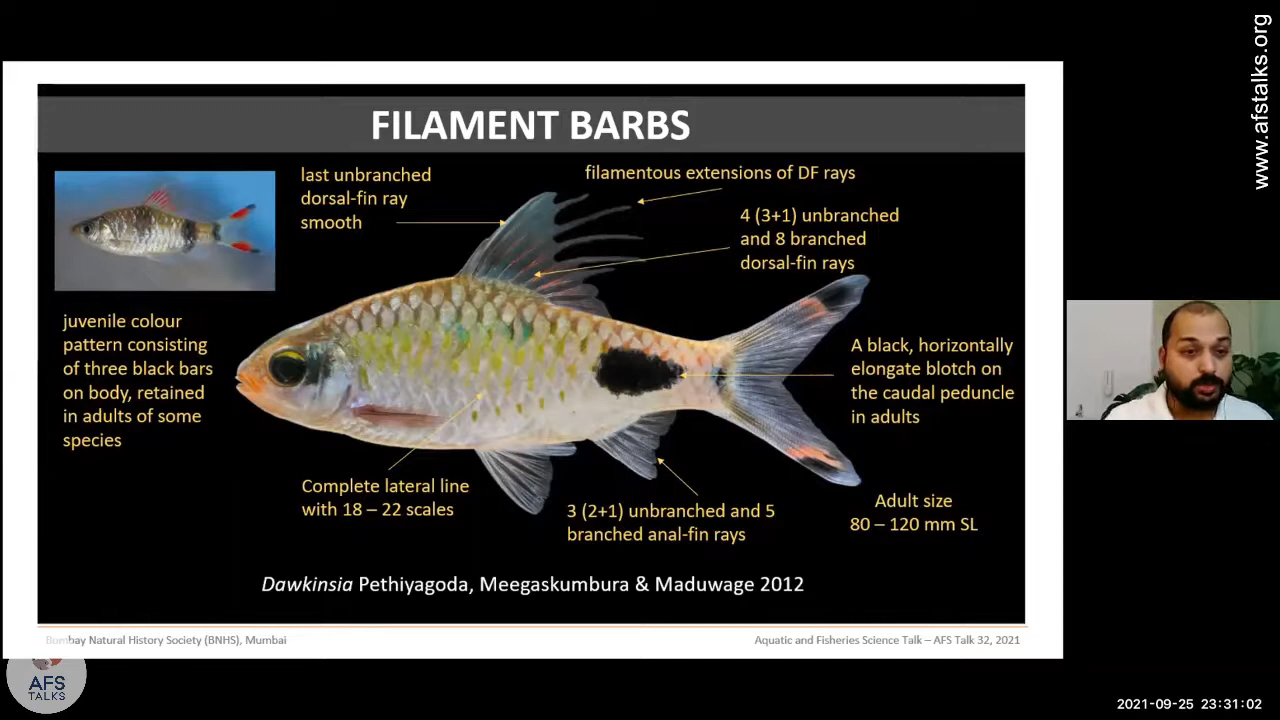 www.afstalks.org
FILAMENT BARBS
last unbranched
dorsal-fin ray
smooth
filamentous extensions of DF rays
4 (3+1) unbranched
and 8 branched
dorsal-fin rays
juvenile colour
pattern consisting
of three black bars
on body, retained
in adults of some
species
A black, horizontally
elongate blotch on
the caudal peduncle
in adults
Complete lateral line
with 18 – 22 scales
3 (2+1) unbranched and 5
branched anal-fin rays
Adult size
80 – 120 mm SL
Dawkinsia Pethiyagoda, Meegaskumbura & Maduwage 2012
Bombay Natural History Society (BNHS), Mumbai
Aquatic and Fisheries Science Talk – AFS Talk 32, 2021
AFS
TALKS
2021-09-25 23:31:02